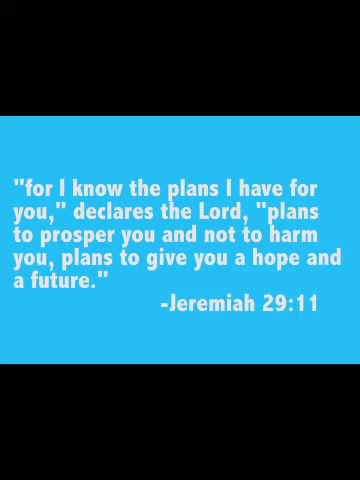 "for I know the plans I have for
you," declares the Lord, "plans
to prosper you and not to harm
you, plans to give you a hope and
a future."
-Jeremiah 29:11